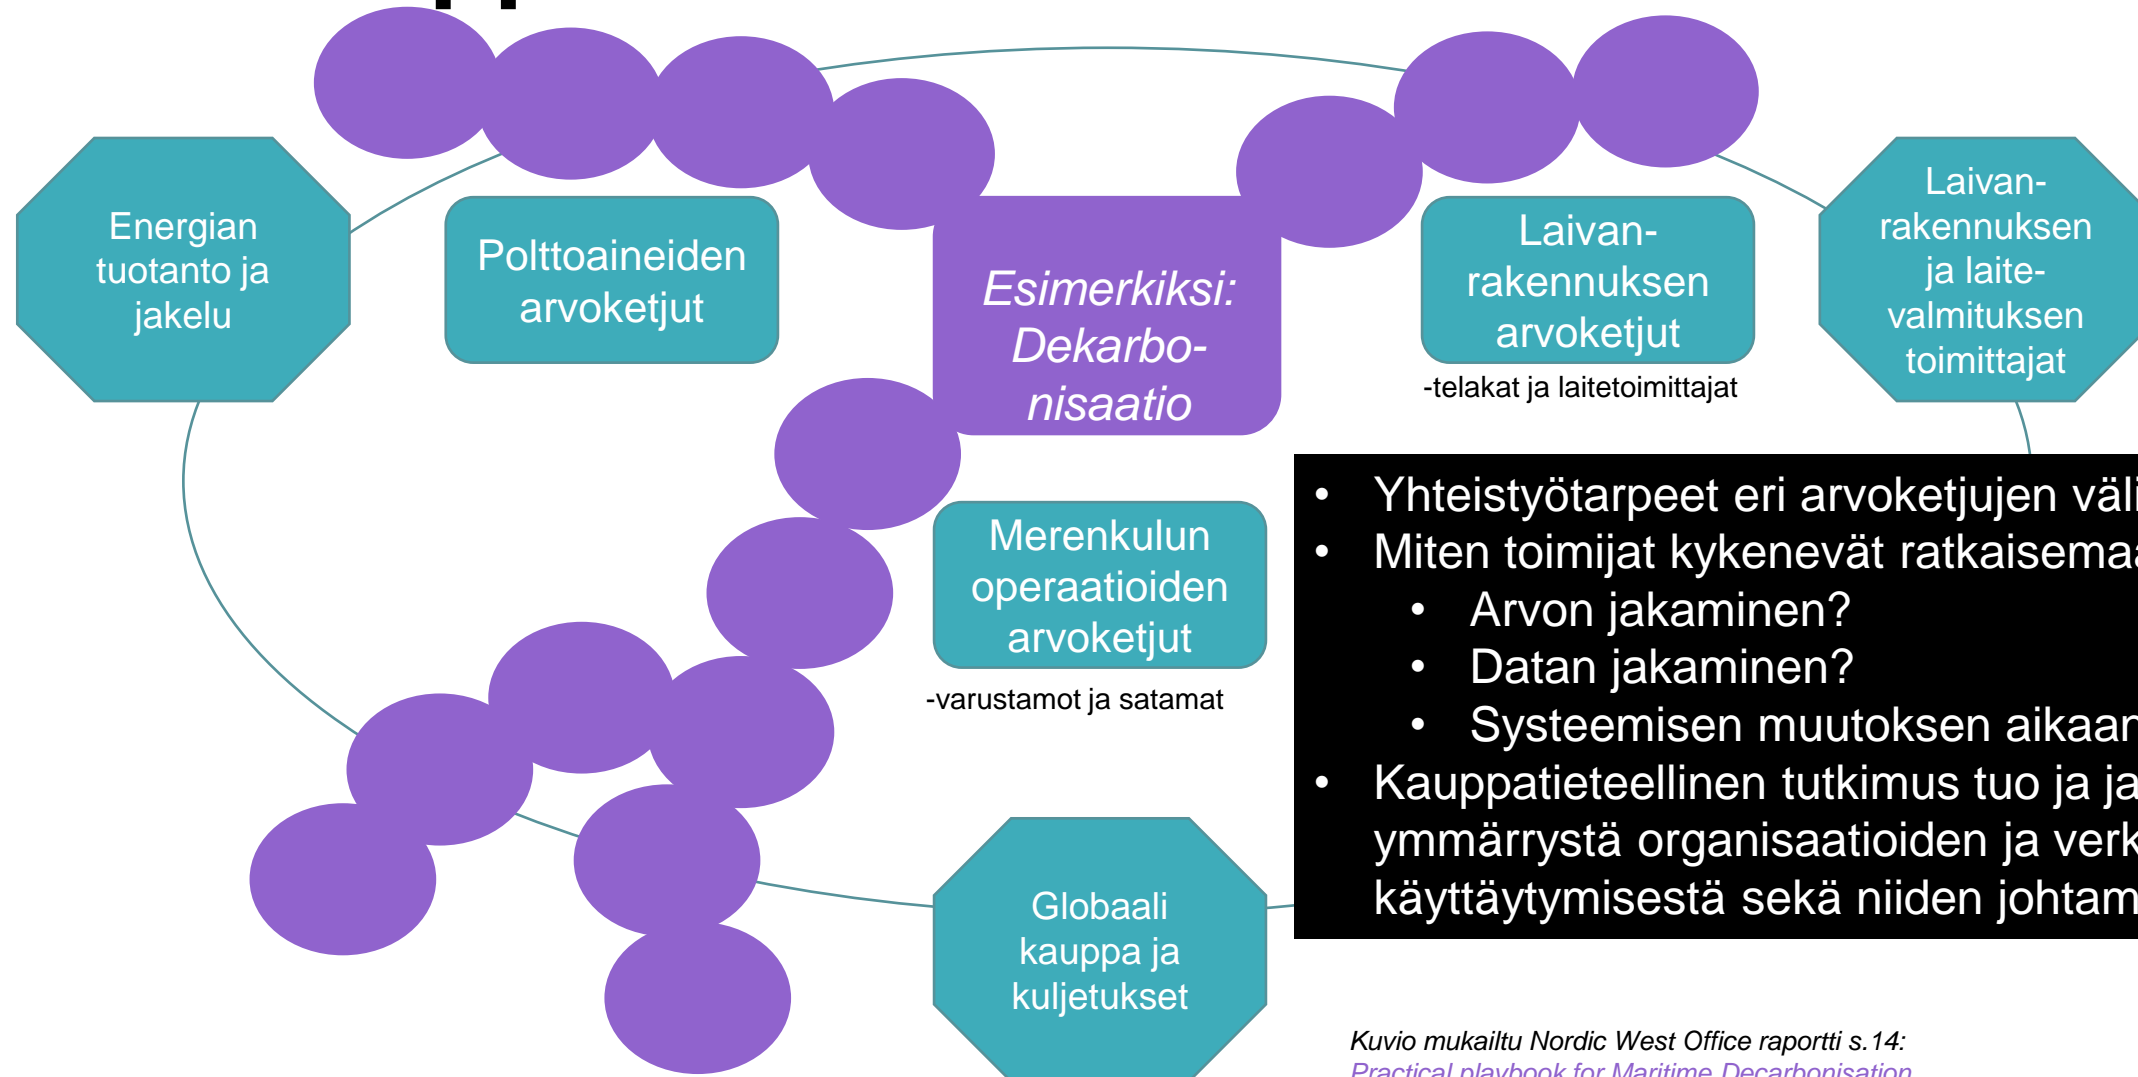 Energian
tuotanto ja
jakelu
Polttoaineiden
arvoketjut
Esimerkiksi:
Dekarbo-
nisaatio
Laivan-
rakennuksen
arvoketjut
-telakat ja laitetoimittajat
Laivan-
rakennuksen
ja laite-
valmituksen
toimittajat
Merenkulun
operaatioiden
arvoketjut
-varustamot ja satamat
• Yhteistyötarpeet eri arvoketjujen väli
• Miten toimijat kykenevät ratkaisemaa
• Arvon jakaminen?
• Datan jakaminen?
• Systeemisen muutoksen aikaan
• Kauppatieteellinen tutkimus tuo ja ja
ymmärrystä organisaatioiden ja verk
käyttäytymisestä sekä niiden johtam
Globaali
kauppa ja
kuljetukset
Kuvio mukailtu Nordic West Office raportti s.14:
Practical playbook for Maritime Decarbonisation